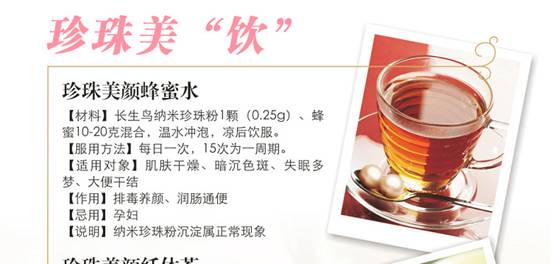 珍珠美“饮”
珍珠美颜蜂蜜水
【材料】长生鸟纳米珍珠粉1颗（0.25g）、蜂
蜜10-20克混合，温水冲泡，凉后饮服。
【服用方法】每日一次，15次为一周期。
【适用对象】肌肤干燥、暗沉色斑、失眠多
梦、大便干结
【作用】排毒养颜、润肠通便
【忌用】孕妇
【说明】纳米珍珠粉沉淀属正常现象